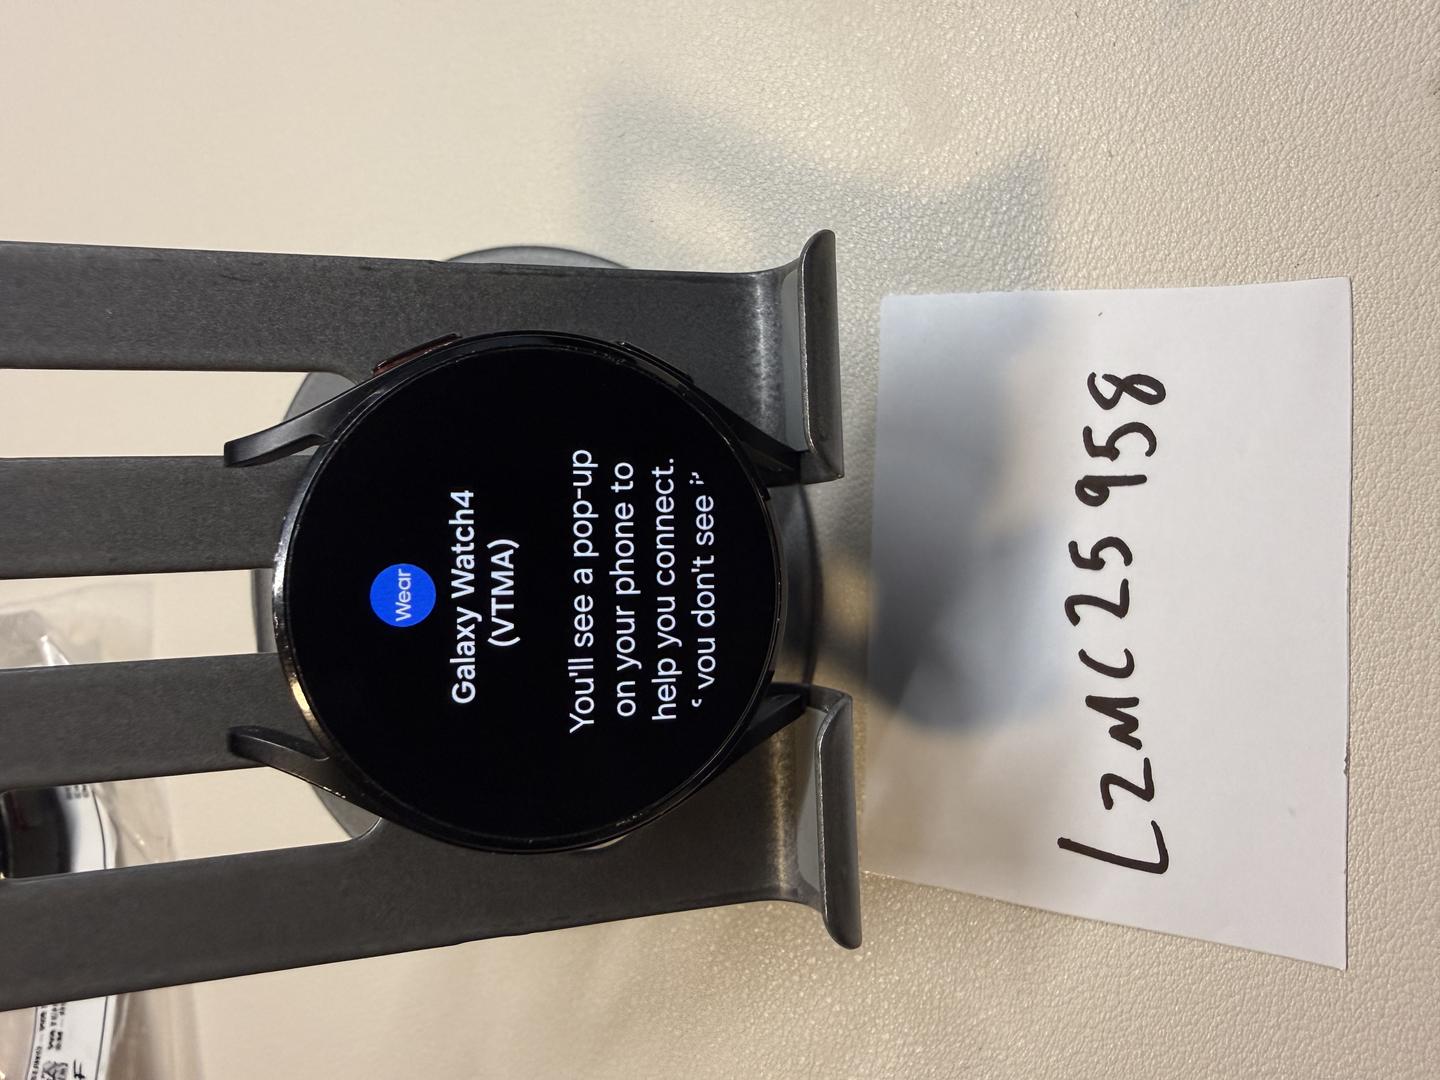 Wear
Galaxy Watch4
(VTMA)
You'll see a pop-up
on your phone to
help you connect.
you don't see
LZMC25958